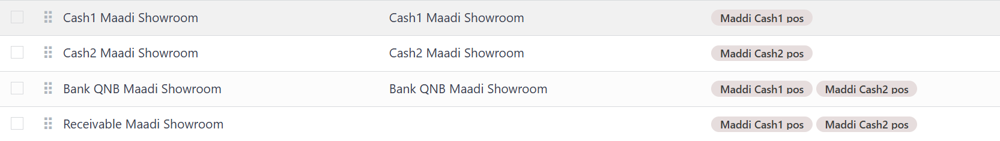 Cash1 Maadi Showroom Cash1 Maadi Showroom Maddi Cash1 pos
Cash2 Maadi Showroom Cash2 Maadi Showroom Maddi Cash2 pos
Bank QNB Maadi Showroom Bank QNB Maadi Showroom Maddi Cash1 pos Maddi Cash2 pos
Receivable Maadi Showroom Maddi Cash1 pos Maddi Cash2 pos